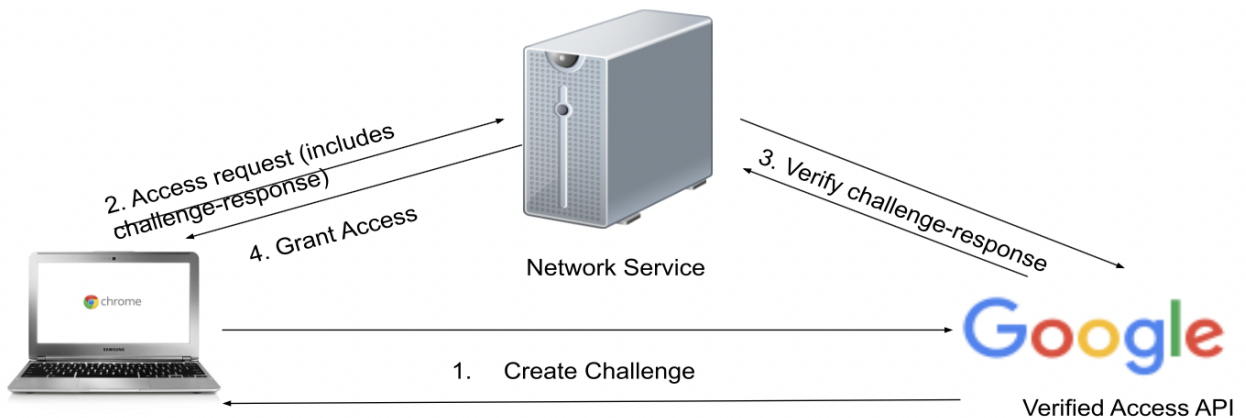 2. Access request (includes
challenge-response)
4. Grant Access
3. Verify challenge-response
Network Service
chrome
SAMSUNG
1. Create Challenge
Google
Verified Access API